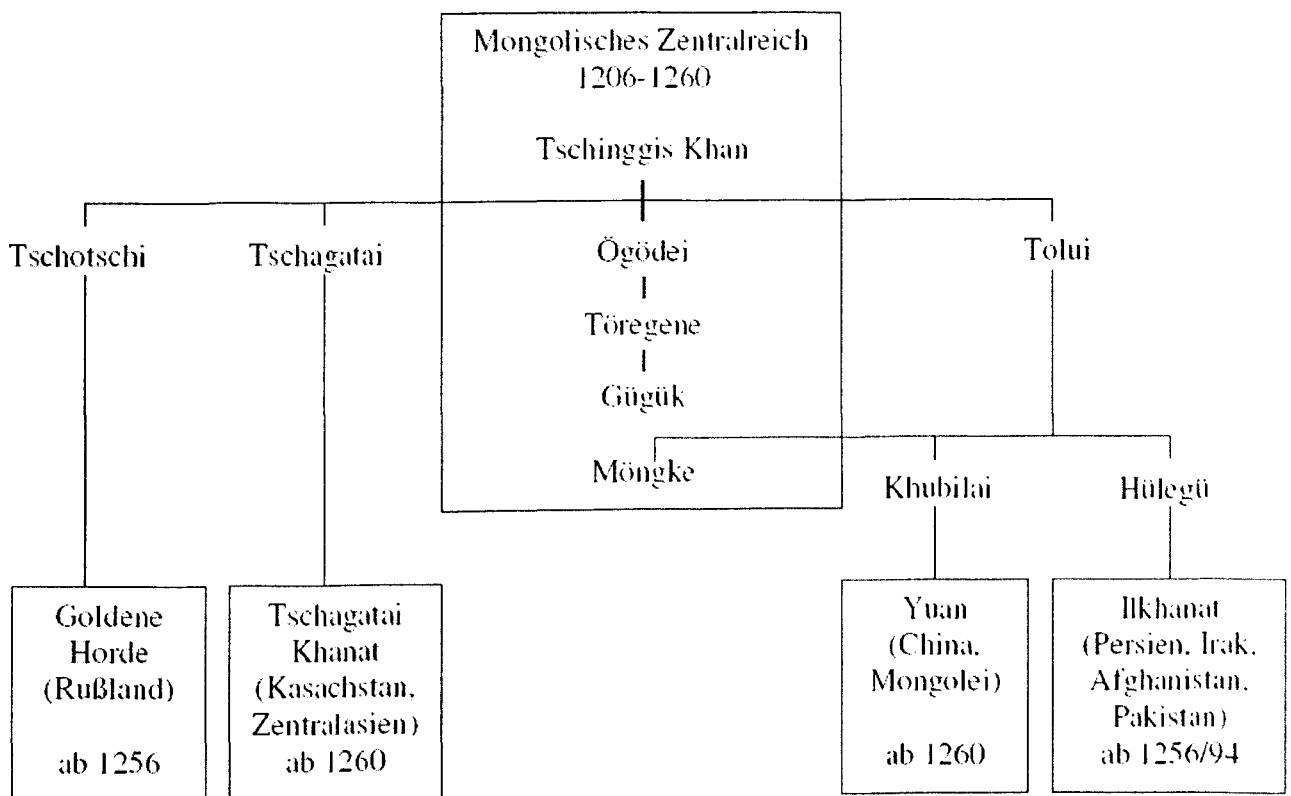 Mongolisches Zentralreich
1206-1260
Tschinggis Khan
Tschotschi
Tschagatai
Ögödei
Tolui
Töregene
Gügük
Möngke
Khubilai
Hülegü
Goldene
Horde
(Rußland)
ab 1256
Tschagatai
Khanat
(Kasachstan,
Zentralasien)
ab 1260
Yuan
(China,
Mongolei)
ab 1260
Ilkhanat
(Persien, Irak,
Afghanistan,
Pakistan)
ab 1256/94